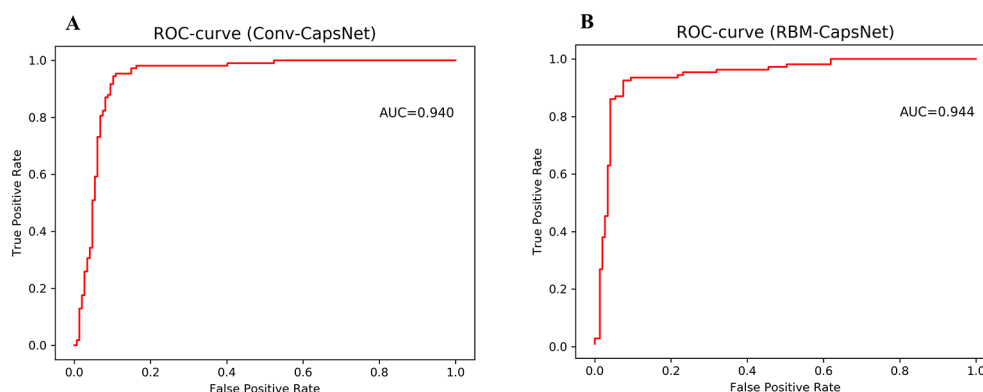 A
ROC-curve (Conv-CapsNet)
True Positive Rate
1.0
0.8
0.6
0.4
0.2
0.0
AUC=0.940
0.0 0.2 0.4 0.6 0.8 1.0
False Positive Rate
B
ROC-curve (RBM-CapsNet)
True Positive Rate
1.0
0.8
0.6
0.4
0.2
0.0
AUC=0.944
0.0 0.2 0.4 0.6 0.8 1.0
False Positive Rate